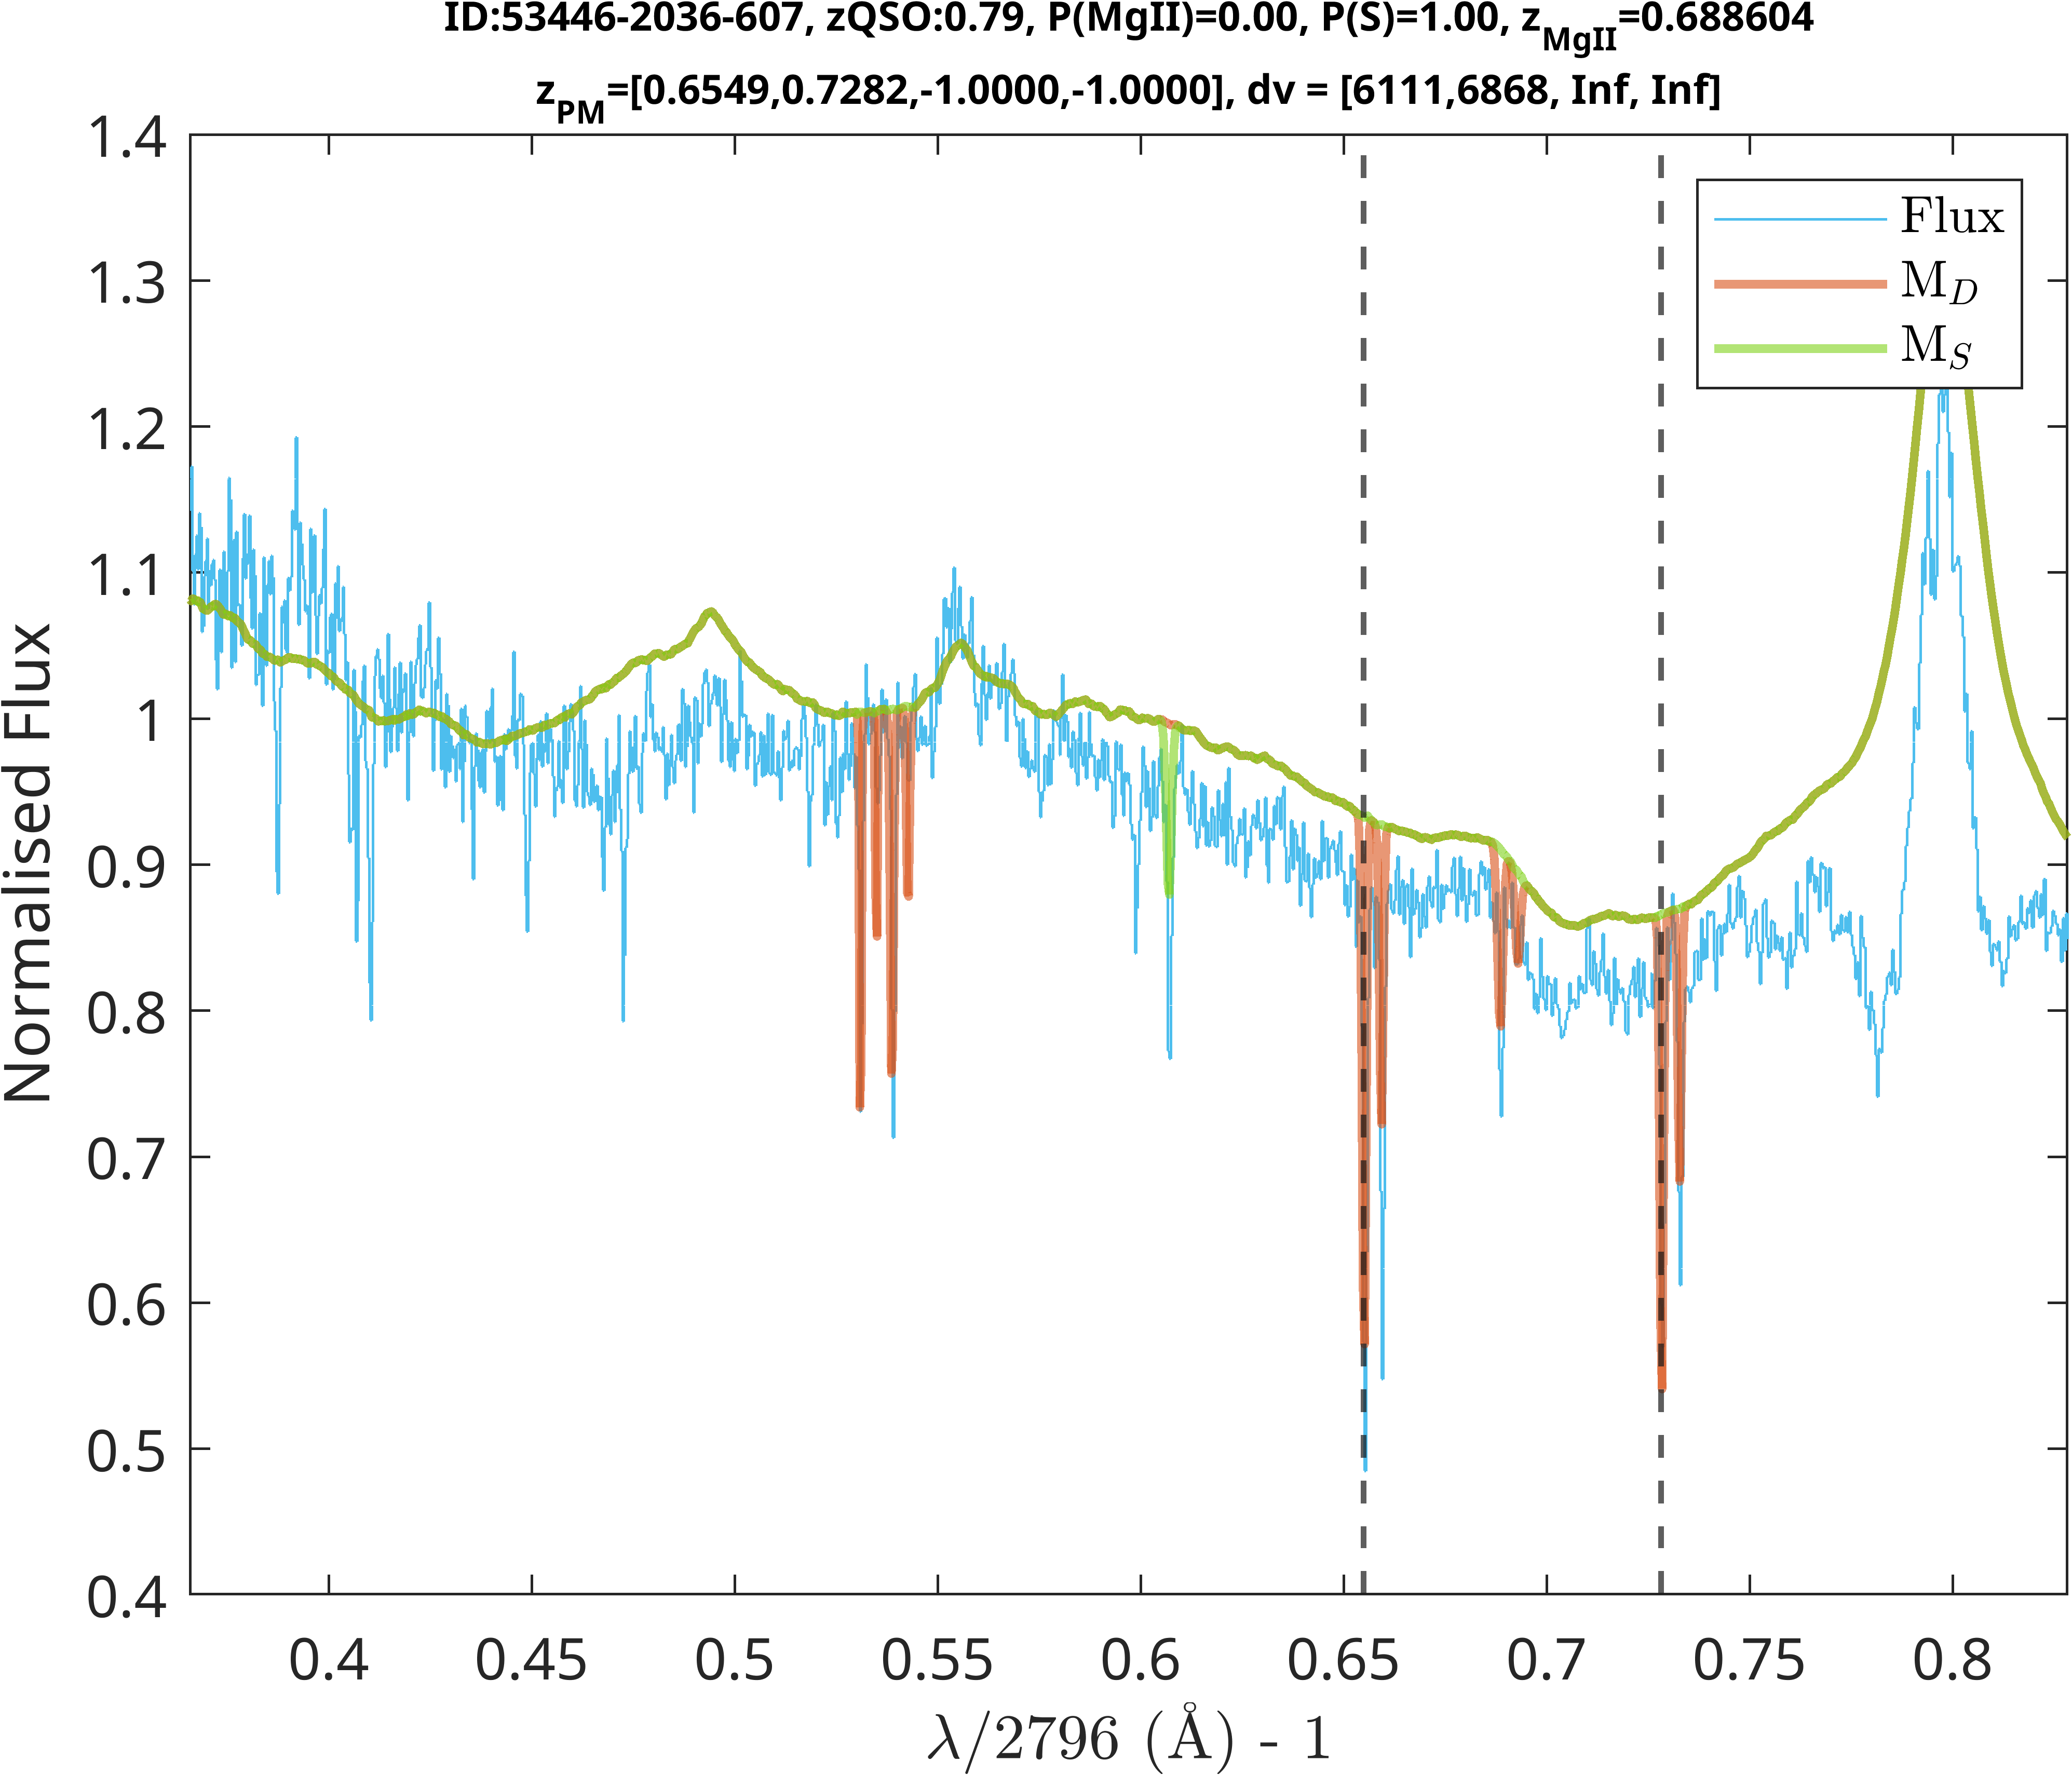 ID:53446-2036-607, zQSO:0.79, P(MgII)=0.00, P(S)=1.00, zMgII=0.688604
zPM=[0.6549,0.7282,-1.0000,-1.0000], dv = [6111,6868, Inf, Inf]
1.4
1.3
1.2
1.1
1
0.9
0.8
0.7
0.6
0.5
0.4
Normalised Flux
Flux
MD
MS
0.4 0.45 0.5 0.55 0.6 0.65 0.7 0.75 0.8
λ/2796 (Å) - 1